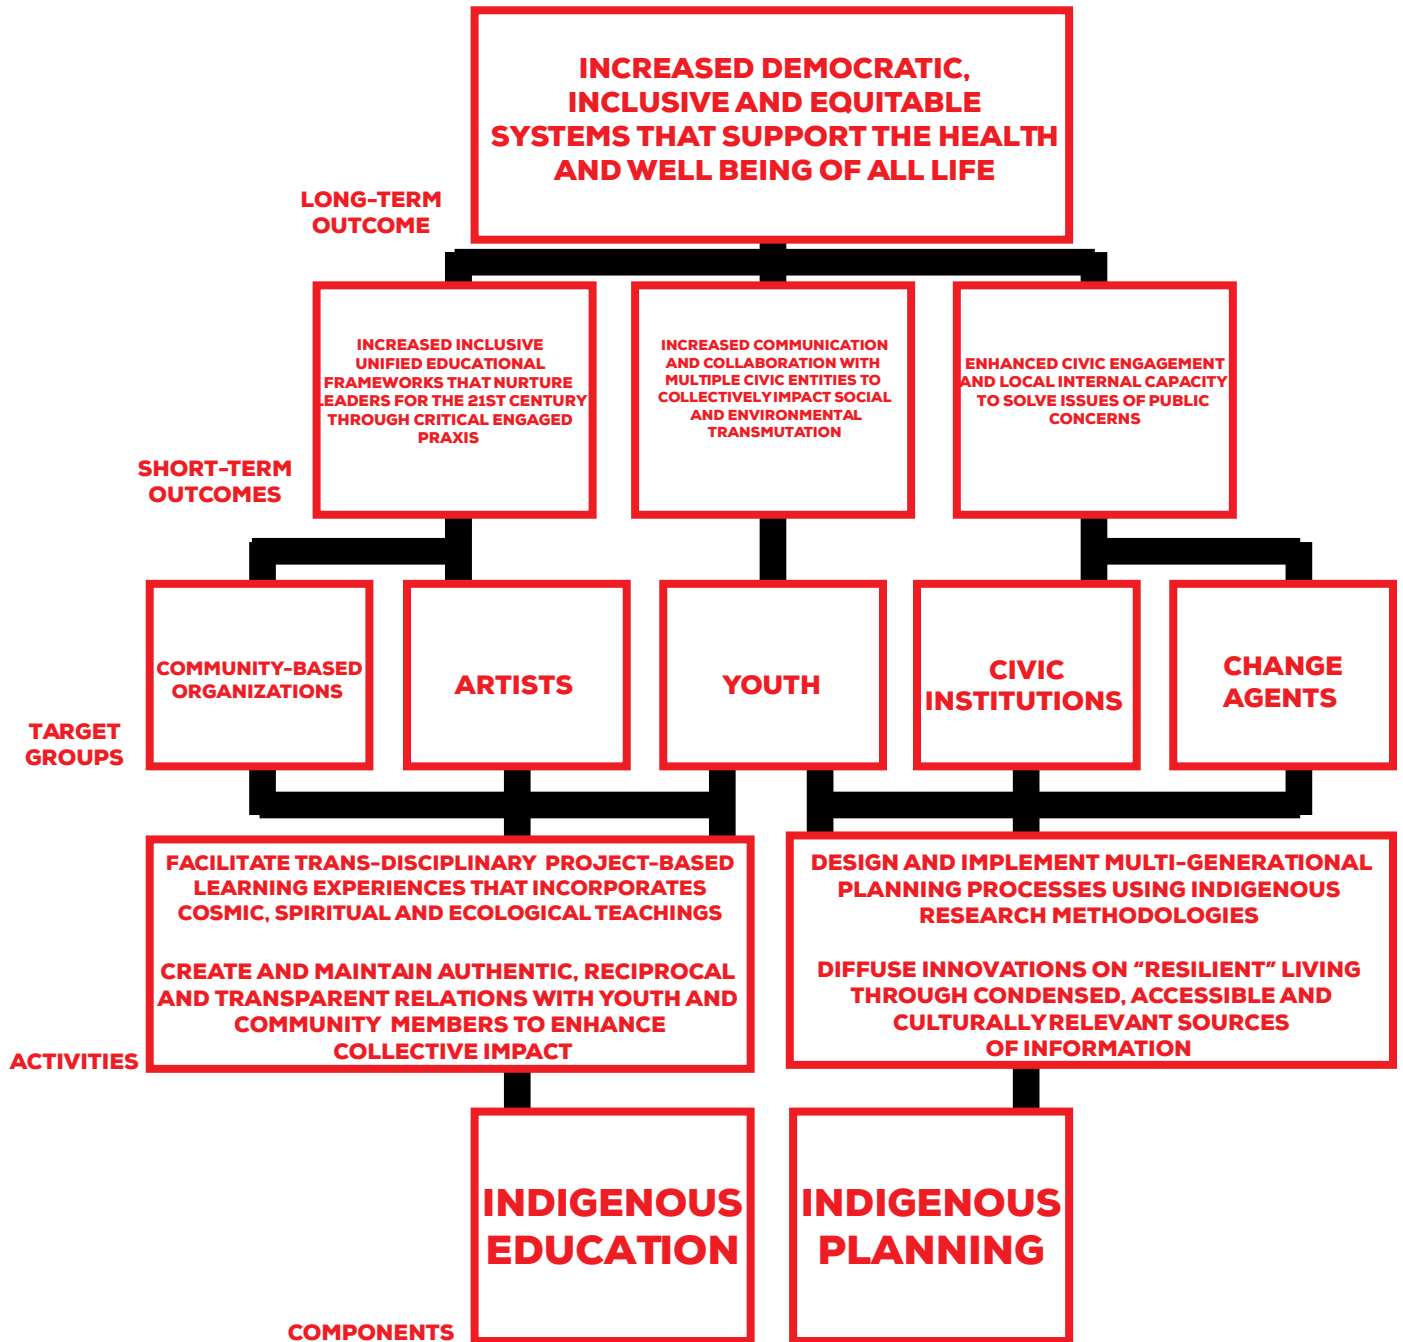 INCREASED DEMOCRATIC,
INCLUSIVE AND EQUITABLE
SYSTEMS THAT SUPPORT THE HEALTH
AND WELL BEING OF ALL LIFE
LONG-TERM
OUTCOME
INCREASED INCLUSIVE
UNIFIED EDUCATIONAL
FRAMEWORKS THAT NURTURE
LEADERS FOR THE 21ST CENTURY
THROUGH CRITICAL ENGAGED
PRAXIS
INCREASED COMMUNICATION
AND COLLABORATION WITH
MULTIPLE CIVIC ENTITIES TO
COLLECTIVELY IMPACT SOCIAL
AND ENVIRONMENTAL
TRANSMUTATION
ENHANCED CIVIC ENGAGEMENT
AND LOCAL INTERNAL CAPACITY
TO SOLVE ISSUES OF PUBLIC
CONCERNS
SHORT-TERM
OUTCOMES
COMMUNITY-BASED
ORGANIZATIONS
ARTISTS
YOUTH
CIVIC
INSTITUTIONS
CHANGE
AGENTS
TARGET
GROUPS
FACILITATE TRANS-DISCIPLINARY PROJECT-BASED
LEARNING EXPERIENCES THAT INCORPORATES
COSMIC, SPIRITUAL AND ECOLOGICAL TEACHINGS
CREATE AND MAINTAIN AUTHENTIC, RECIPROCAL
AND TRANSPARENT RELATIONS WITH YOUTH AND
COMMUNITY MEMBERS TO ENHANCE
COLLECTIVE IMPACT
DESIGN AND IMPLEMENT MULTI-GENERATIONAL
PLANNING PROCESSES USING INDIGENOUS
RESEARCH METHODOLOGIES
DIFFUSE INNOVATIONS ON “RESILIENT” LIVING
THROUGH CONDENSED, ACCESSIBLE AND
CULTURALLY RELEVANT SOURCES
OF INFORMATION
ACTIVITIES
INDIGENOUS
EDUCATION
INDIGENOUS
PLANNING
COMPONENTS